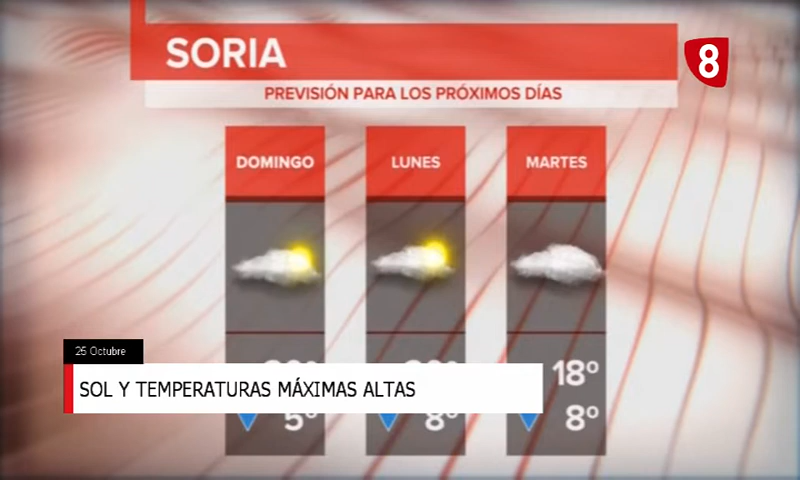 SORIA
8
PREVISIÓN PARA LOS PRÓXIMOS DÍAS
DOMINGO LUNES MARTES
25 Octubre
18º
SOL Y TEMPERATURAS MÁXIMAS ALTAS
5º 8º 8º